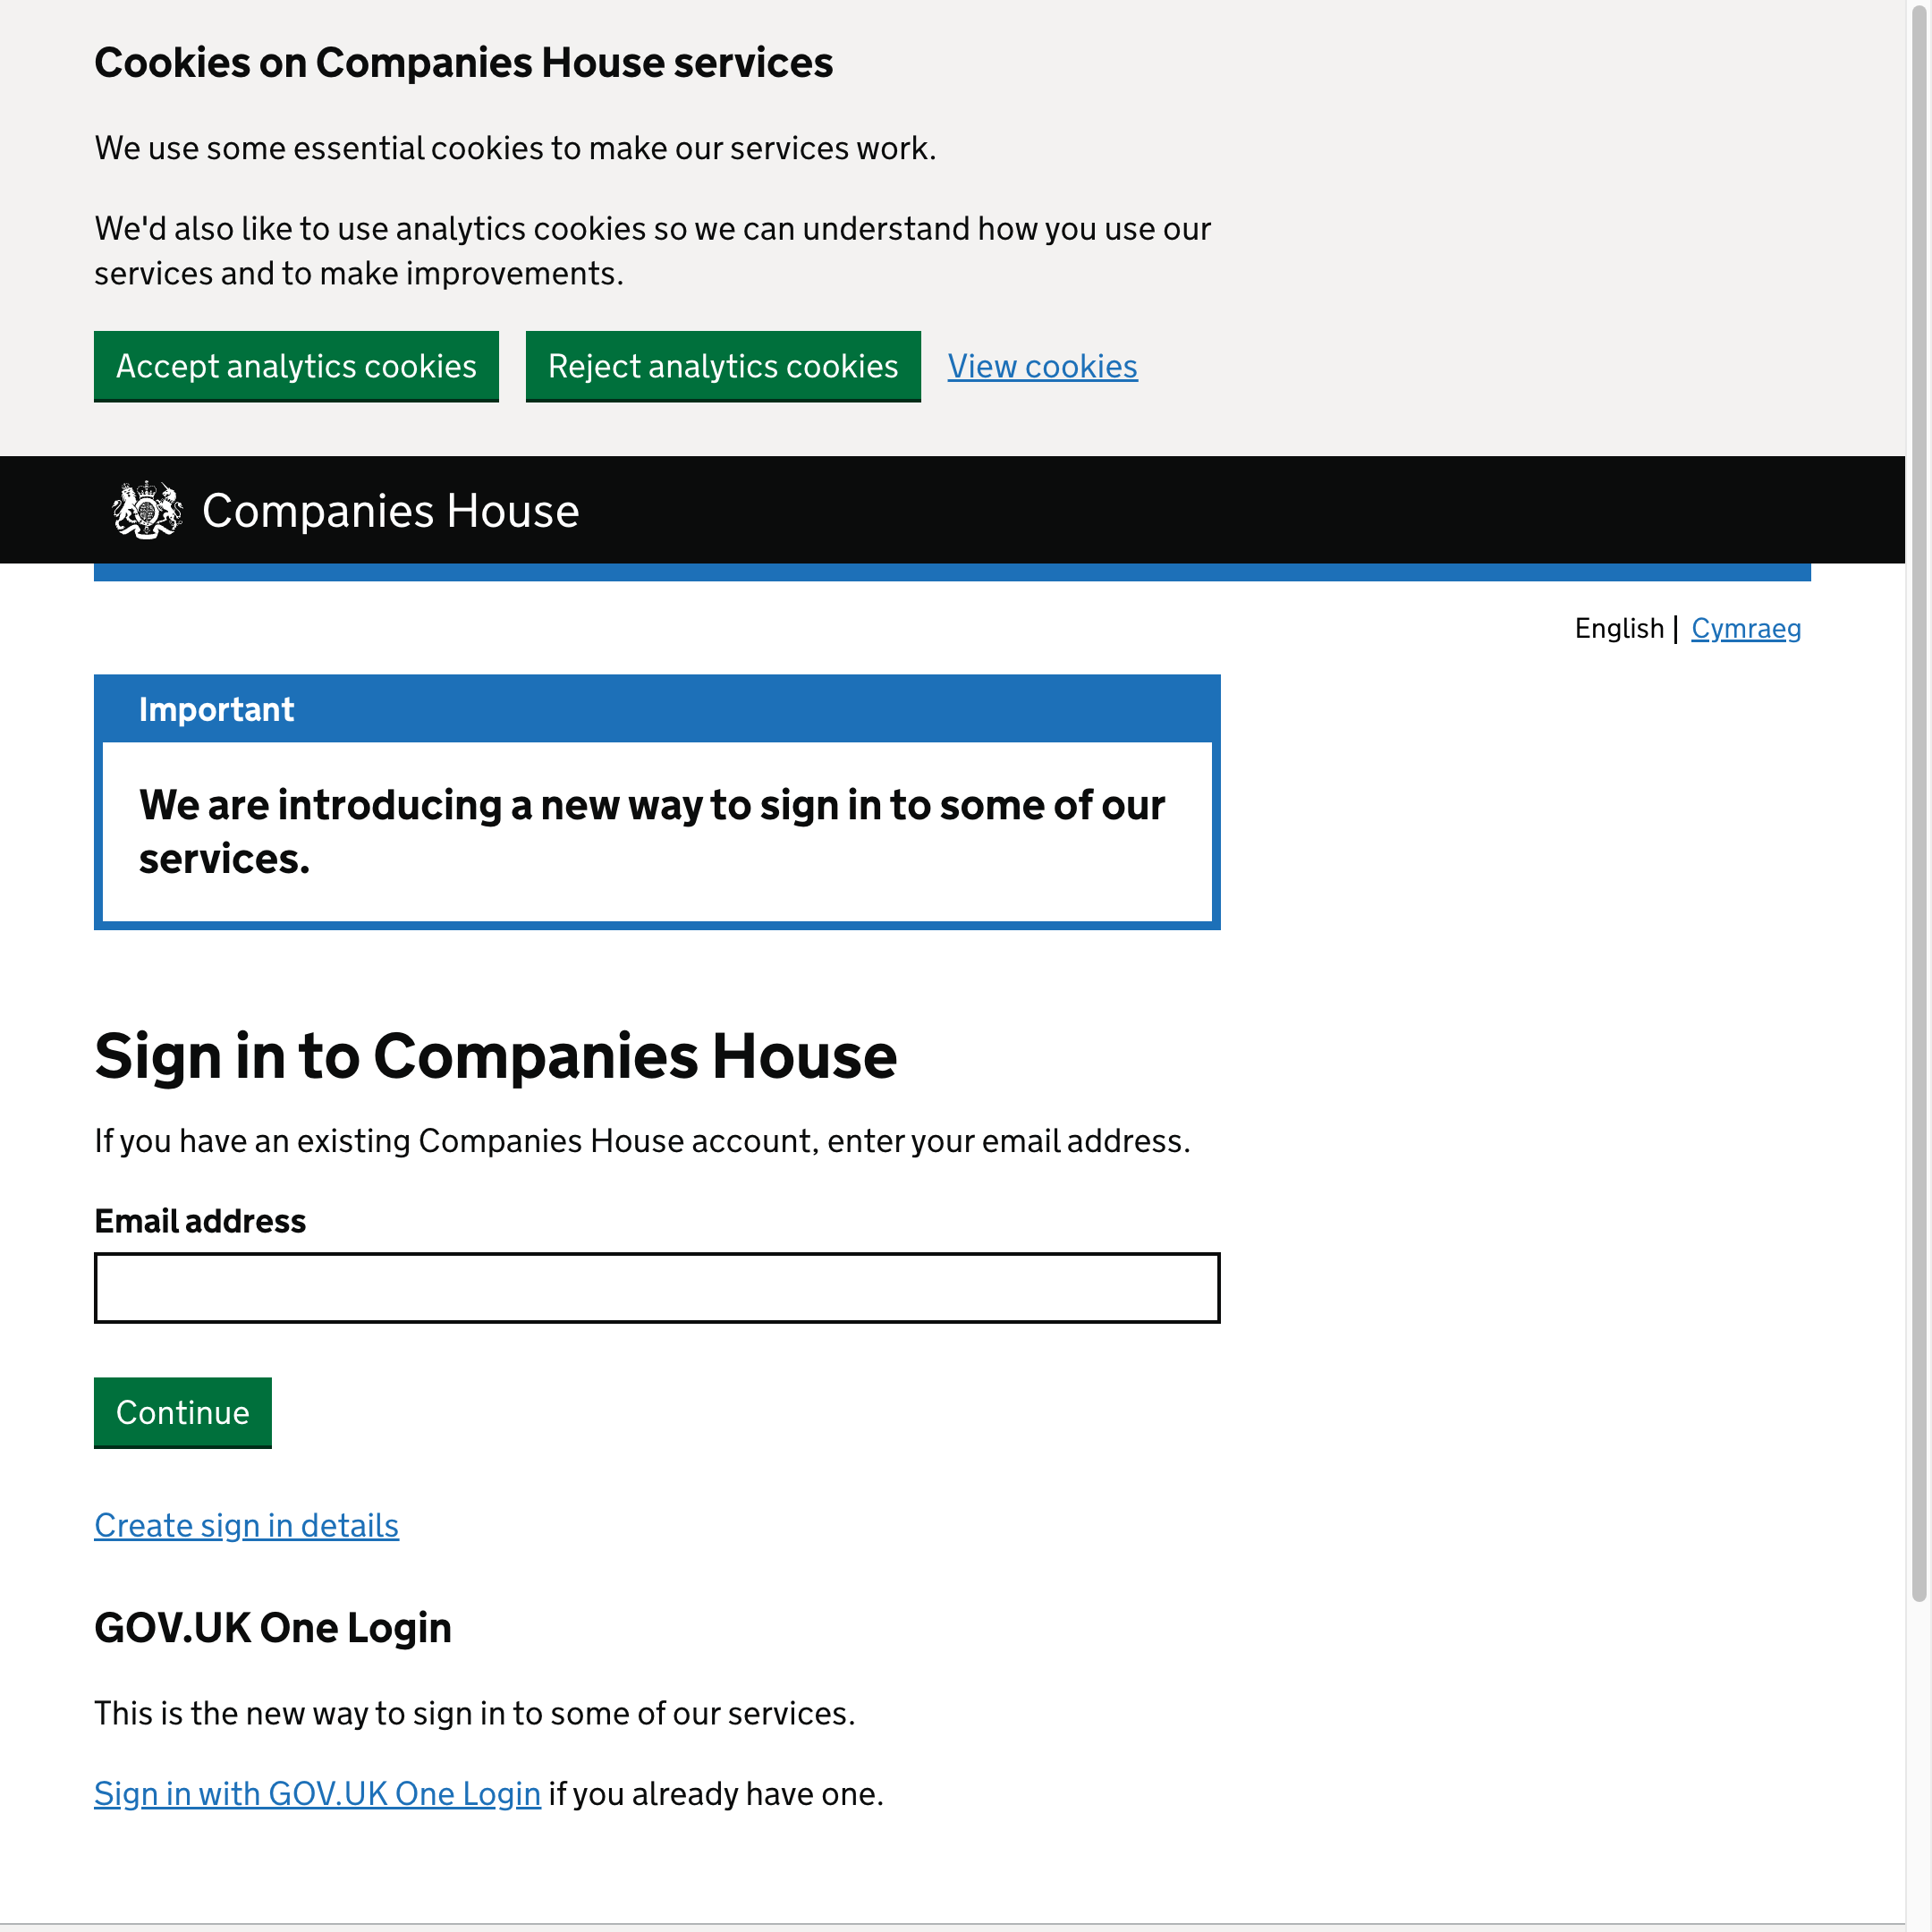 Cookies on Companies House services
We use some essential cookies to make our services work.
We'd also like to use analytics cookies so we can understand how you use our
services and to make improvements.
Accept analytics cookies
Reject analytics cookies
View cookies
Companies House
English | Cymraeg
Important
We are introducing a new way to sign in to some of our
services.
Sign in to Companies House
If you have an existing Companies House account, enter your email address.
Email address
Continue
Create sign in details
GOV.UK One Login
This is the new way to sign in to some of our services.
Sign in with GOV.UK One Login if you already have one.